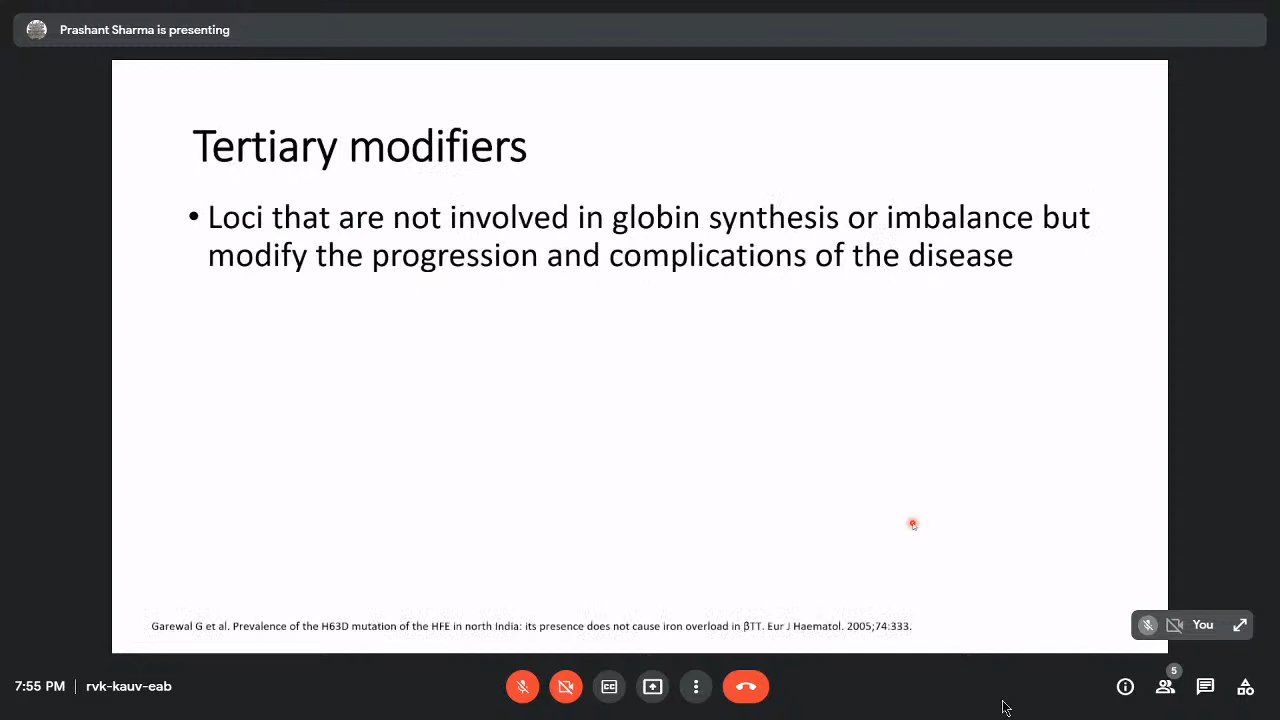 Prashant Sharma is presenting
Tertiary modifiers
• Loci that are not involved in globin synthesis or imbalance but
modify the progression and complications of the disease
Garewal G et al. Prevalence of the H63D mutation of the HFE in north India: its presence does not cause iron overload in βTT. Eur J Haematol. 2005;74:333.
You
7:55 PM | rvk-kauv-eab
CC
5